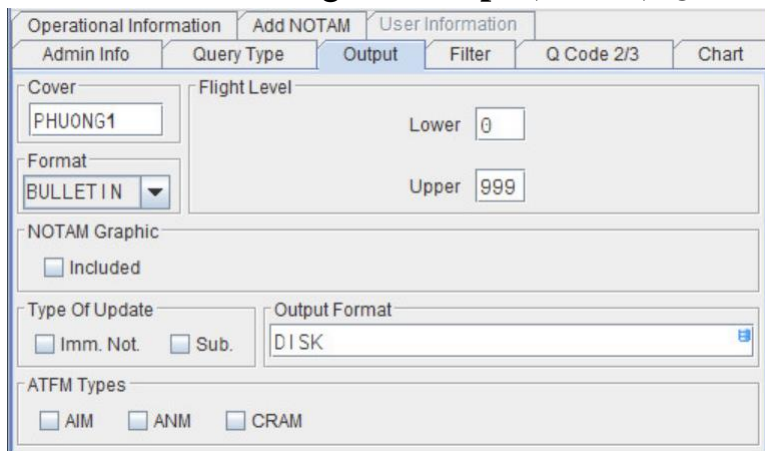 Operational Information Add NOTAM User Information
Admin Info Query Type Output Filter Q Code 2/3 Chart
Cover Flight Level
PHUONG1 Lower 0
Format
BULLETIN Upper 999
NOTAM Graphic
Included
Type Of Update Output Format
Imm. Not. Sub. DISK
ATFM Types
AIM ANM CRAM